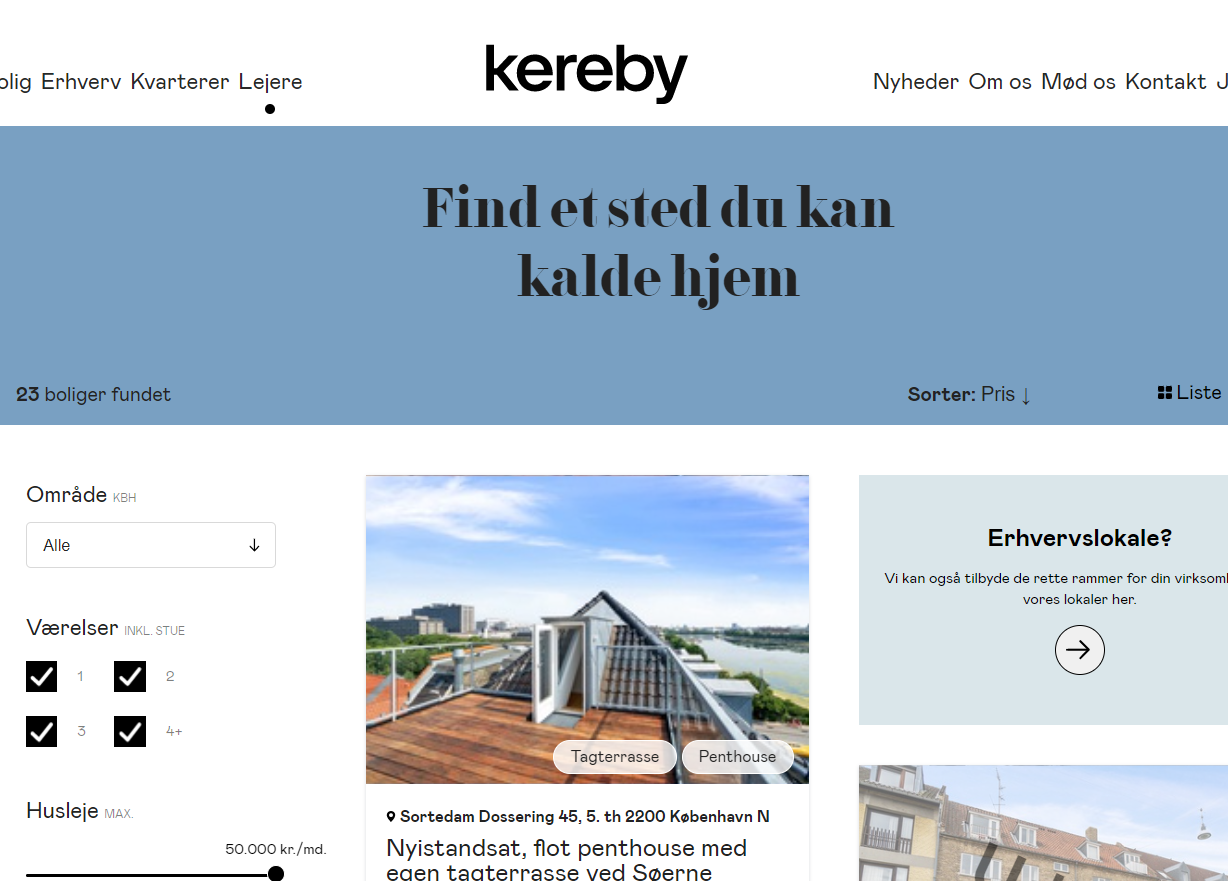 olig Erhverv Kvarterer Lejere
kereby
Nyheder Om os Mød os Kontakt J
Find et sted du kan
kalde hjem
23 boliger fundet
Sorter: Pris ↓
Liste
Område KBH
Alle
Værelser INKL. STUE
1 2
3 4+
Husleje MAX.
50.000 kr./md.
Tagterrasse Penthouse
Sortedam Dossering 45, 5. th 2200 København N
Nyistandsat, flot penthouse med
egen tagterrasse ved Søerne
Erhvervslokale?
Vi kan også tilbyde de rette rammer for din virksoml
vores lokaler her.